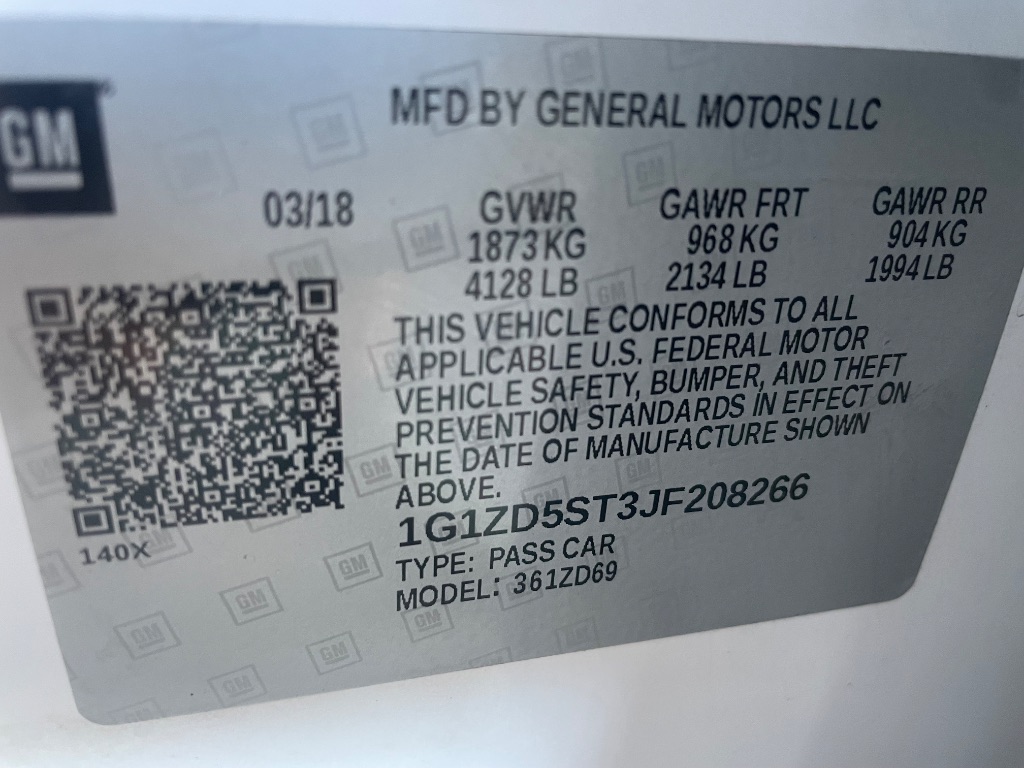 GM
MFD BY GENERAL MOTORS LLC
03/18 GVWR GAWR FRT GAWR RR
1873 KG 968 KG 904 KG
4128 LB 2134 LB 1994 LB
THIS VEHICLE CONFORMS TO ALL
APPLICABLE U.S. FEDERAL MOTOR
VEHICLE SAFETY, BUMPER, AND THEFT
PREVENTION STANDARDS IN EFFECT ON
THE DATE OF MANUFACTURE SHOWN
ABOVE.
1G1ZD5ST3JF208266
140X
TYPE: PASS CAR
MODEL: 361ZD69